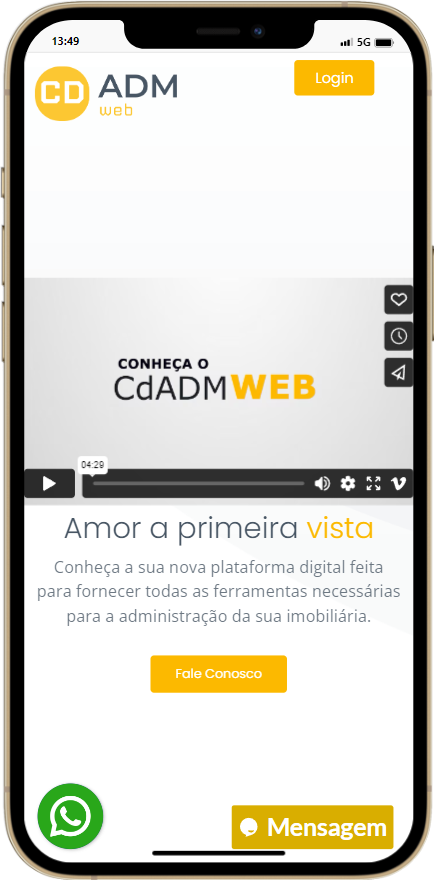 13:49
5G
CD ADM
web
Login
CONHEÇA O
CdADMWEB
04:29
Amor a primeira vista
Conheça a sua nova plataforma digital feita
para fornecer todas as ferramentas necessárias
para a administração da sua imobiliária.
Fale Conosco
Mensagem